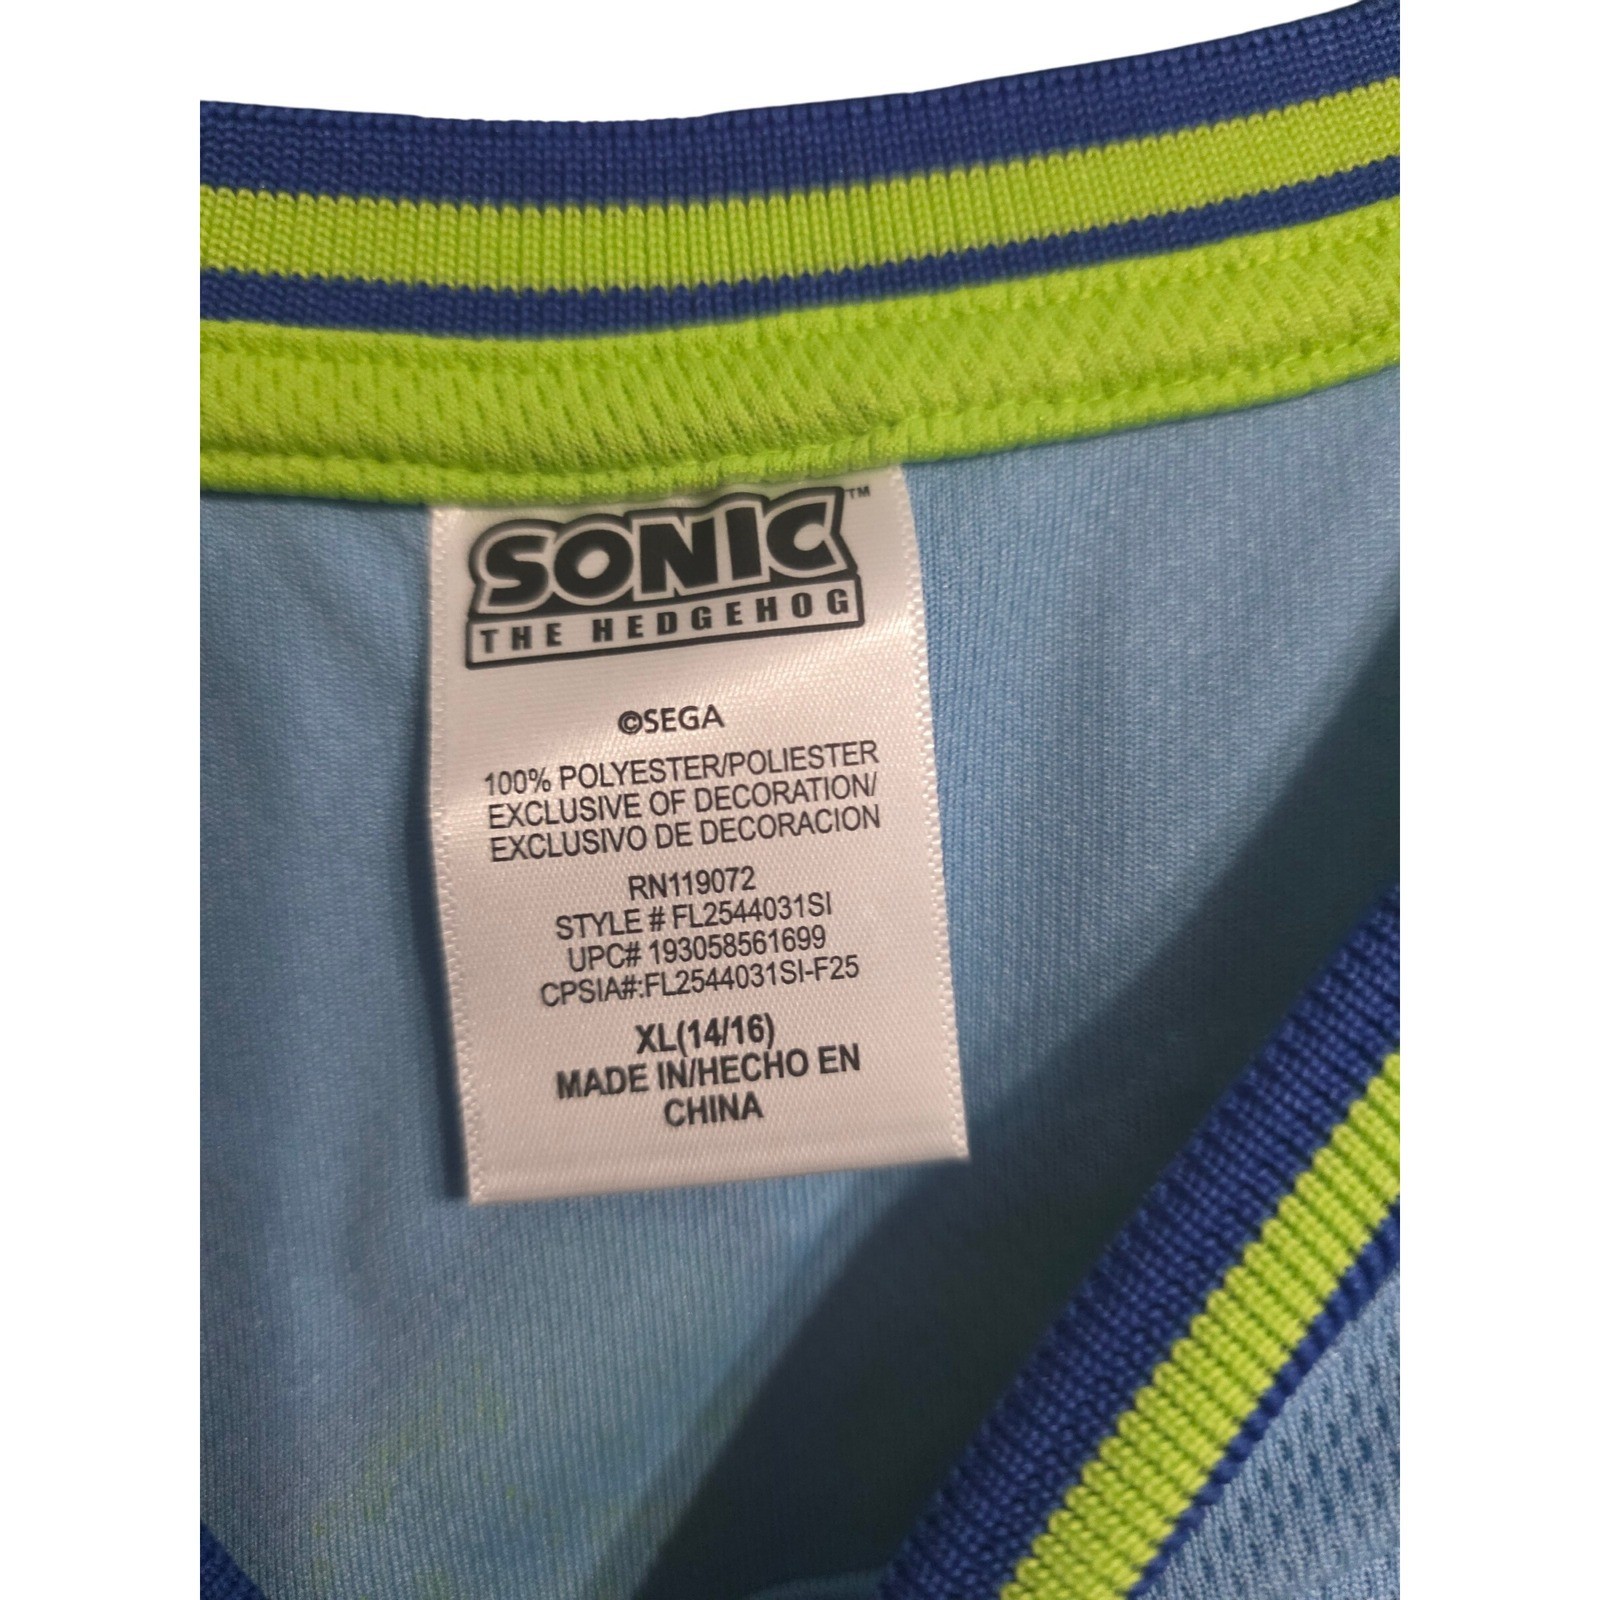 SONIC™
THE HEDGEHOG
©SEGA
100% POLYESTER/POLIESTER
EXCLUSIVE OF DECORATION/
EXCLUSIVO DE DECORACION
RN119072
STYLE # FL2544031SI
UPC# 193058561699
CPSIA#:FL2544031SI-F25
XL(14/16)
MADE IN/HECHO EN
CHINA